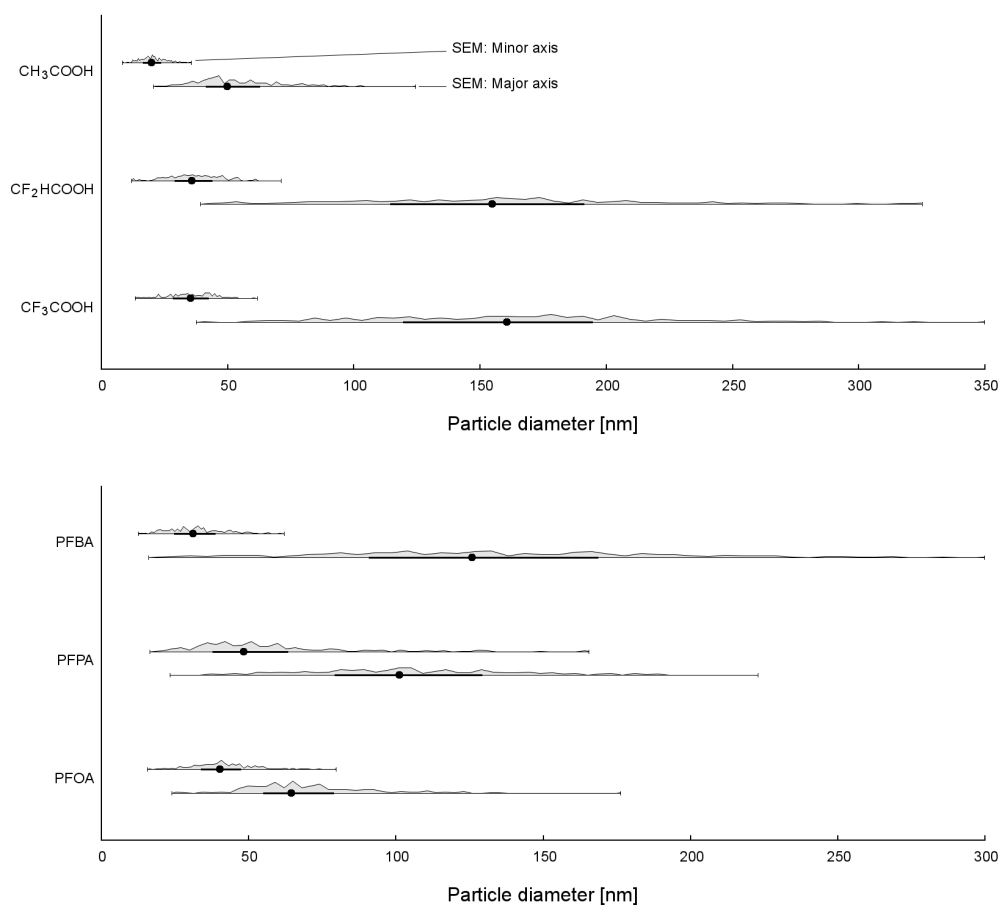 SEM: Minor axis
CH₃COOH
SEM: Major axis
CF₂HCOOH
CF₃COOH
0 50 100 150 200 250 300 350
Particle diameter [nm]
PFBA
PFPA
PFOA
0 50 100 150 200 250 300
Particle diameter [nm]